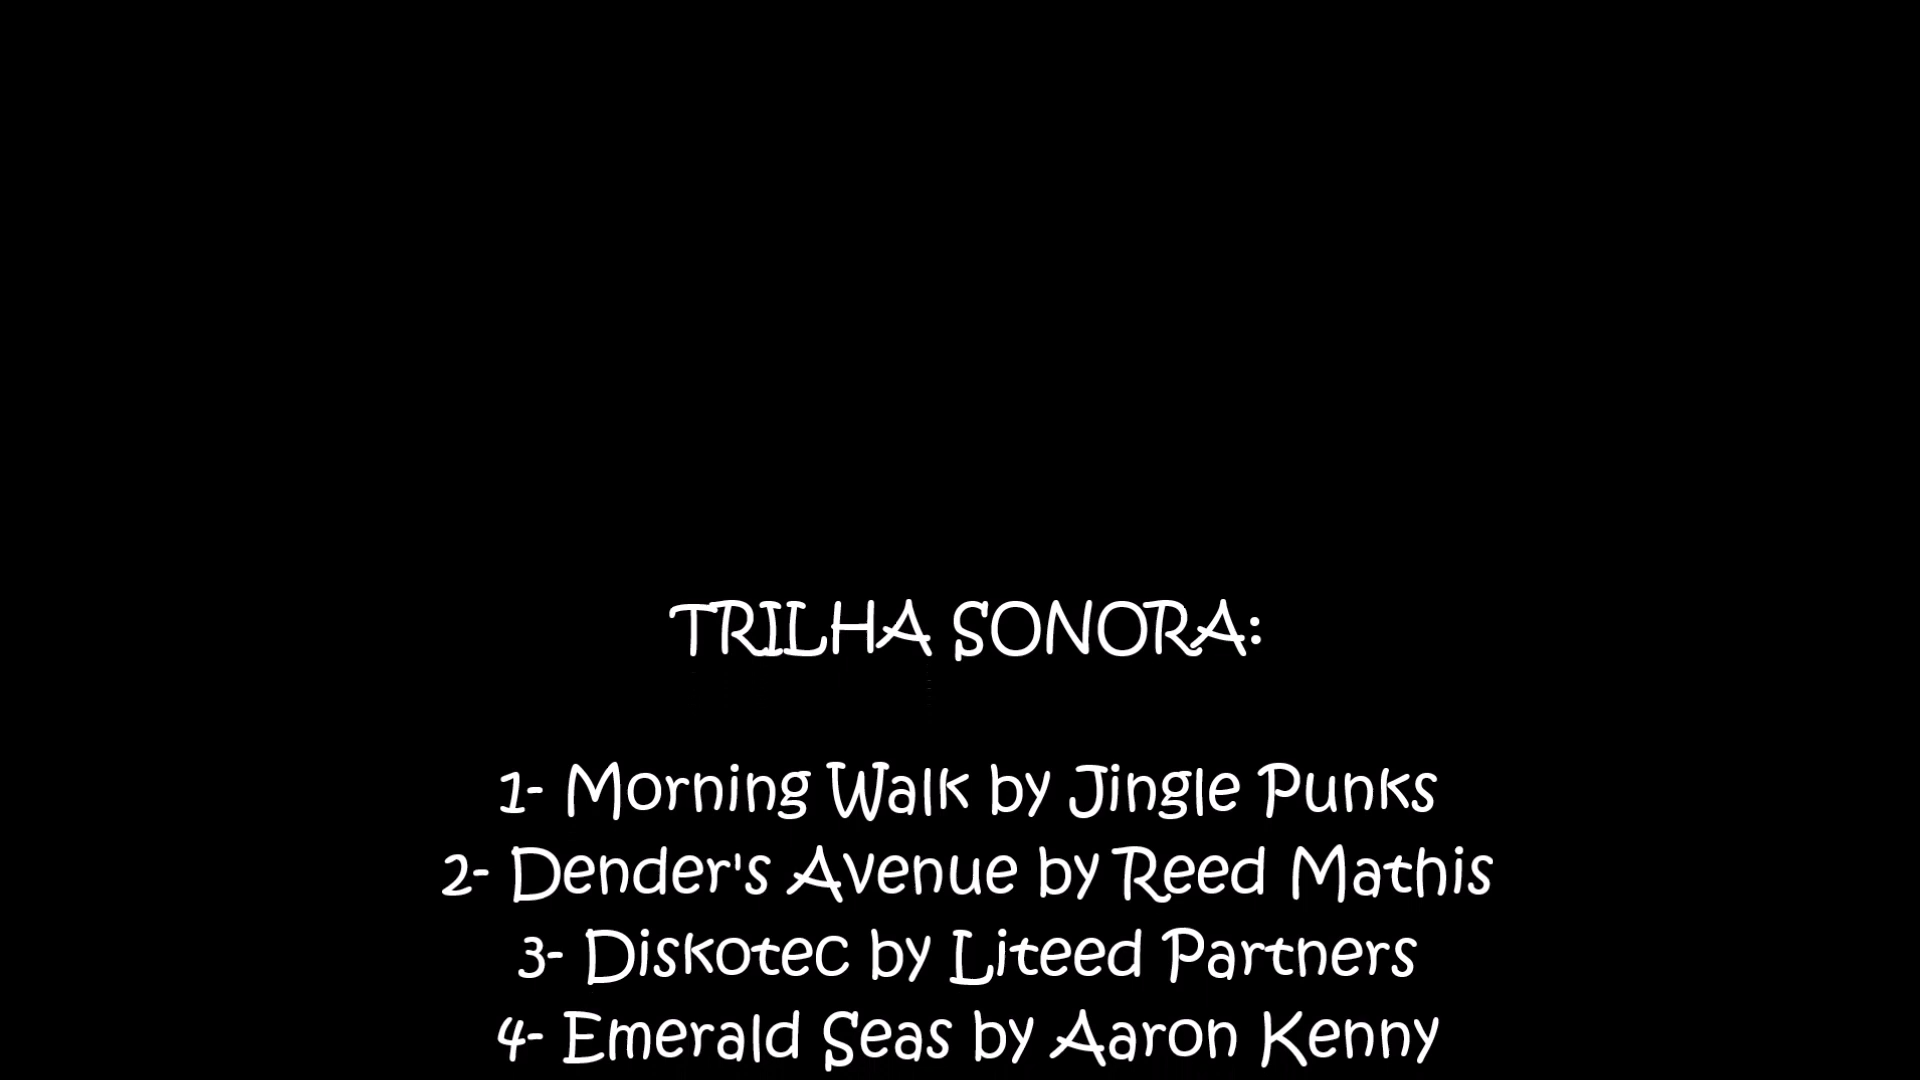 TRILHA SONORA:
1- Morning Walk by Jingle Punks
2- Dender's Avenue by Reed Mathis
3- Diskotec by Liteed Partners
4- Emerald Seas by Aaron Kenny